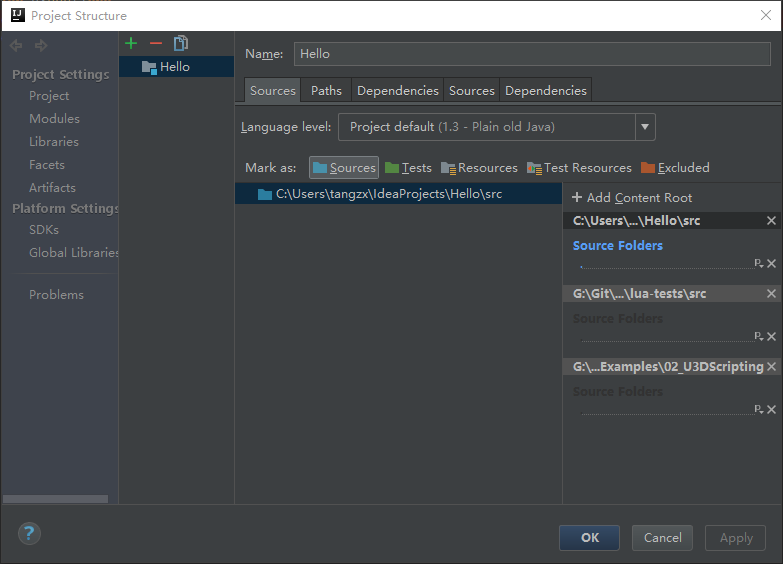 IJ Project Structure
Project Settings
Project
Modules
Libraries
Facets
Artifacts
Platform Settings
SDKs
Global Libraries
Problems
Hello
Name: Hello
Sources Paths Dependencies Sources Dependencies
Language level: Project default (1.3 - Plain old Java)
Mark as: Sources Tests Resources Test Resources Excluded
C:\Users\tangzx\IdeaProjects\Hello\src
+ Add Content Root
C:\Users\...\Hello\src
Source Folders
.
G:\Git\...\lua-tests\src
Source Folders
G:\...Examples\02_U3DScripting
Source Folders
?
OK Cancel Apply